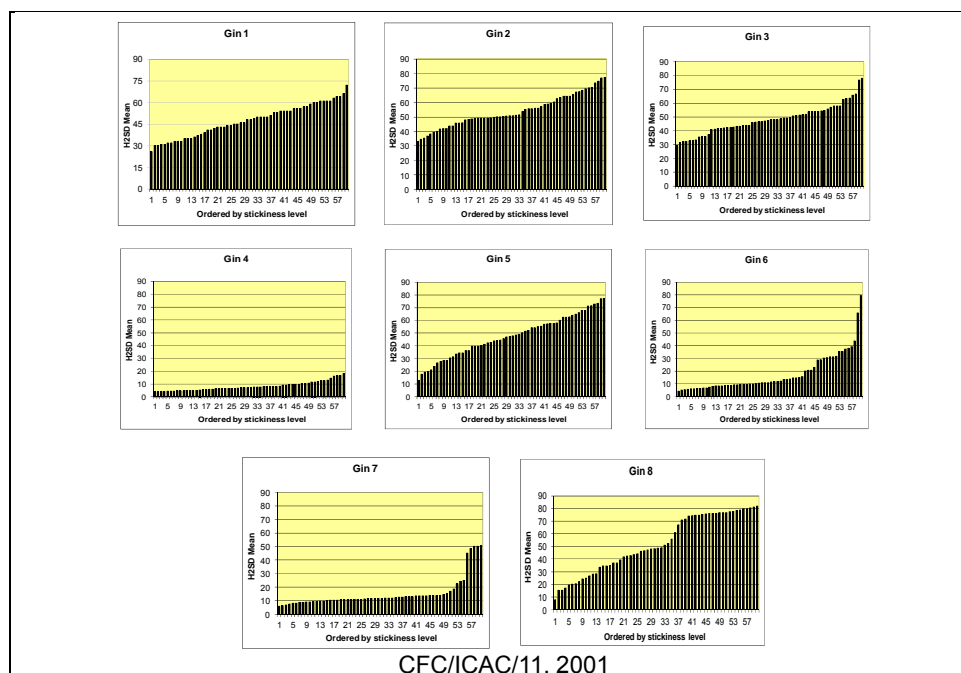 Gin 1
H2SD Mean
90
75
60
45
30
15
0
1 5 9 13 17 21 25 29 33 37 41 45 49 53 57
Ordered by stickiness level
Gin 2
H2SD Mean
90
80
70
60
50
40
30
20
10
0
1 5 9 13 17 21 25 29 33 37 41 45 49 53 57
Ordered by stickiness level
Gin 3
H2SD Mean
90
80
70
60
50
40
30
20
10
0
1 5 9 13 17 21 25 29 33 37 41 45 49 53 57
Ordered by stickiness level
Gin 4
H2SD Mean
90
80
70
60
50
40
30
20
10
0
1 5 9 13 17 21 25 29 33 37 41 45 49 53 57
Ordered by stickiness level
Gin 5
H2SD Mean
90
80
70
60
50
40
30
20
10
0
1 5 9 13 17 21 25 29 33 37 41 45 49 53 57
Ordered by stickiness level
Gin 6
H2SD Mean
90
80
70
60
50
40
30
20
10
0
1 5 9 13 17 21 25 29 33 37 41 45 49 53 57
Ordered by stickiness level
Gin 7
H2SD Mean
90
80
70
60
50
40
30
20
10
0
1 5 9 13 17 21 25 29 33 37 41 45 49 53 57
Ordered by stickiness level
Gin 8
H2SD Mean
90
80
70
60
50
40
30
20
10
0
1 5 9 13 17 21 25 29 33 37 41 45 49 53 57
Ordered by stickiness level
CFC/ICAC/11, 2001